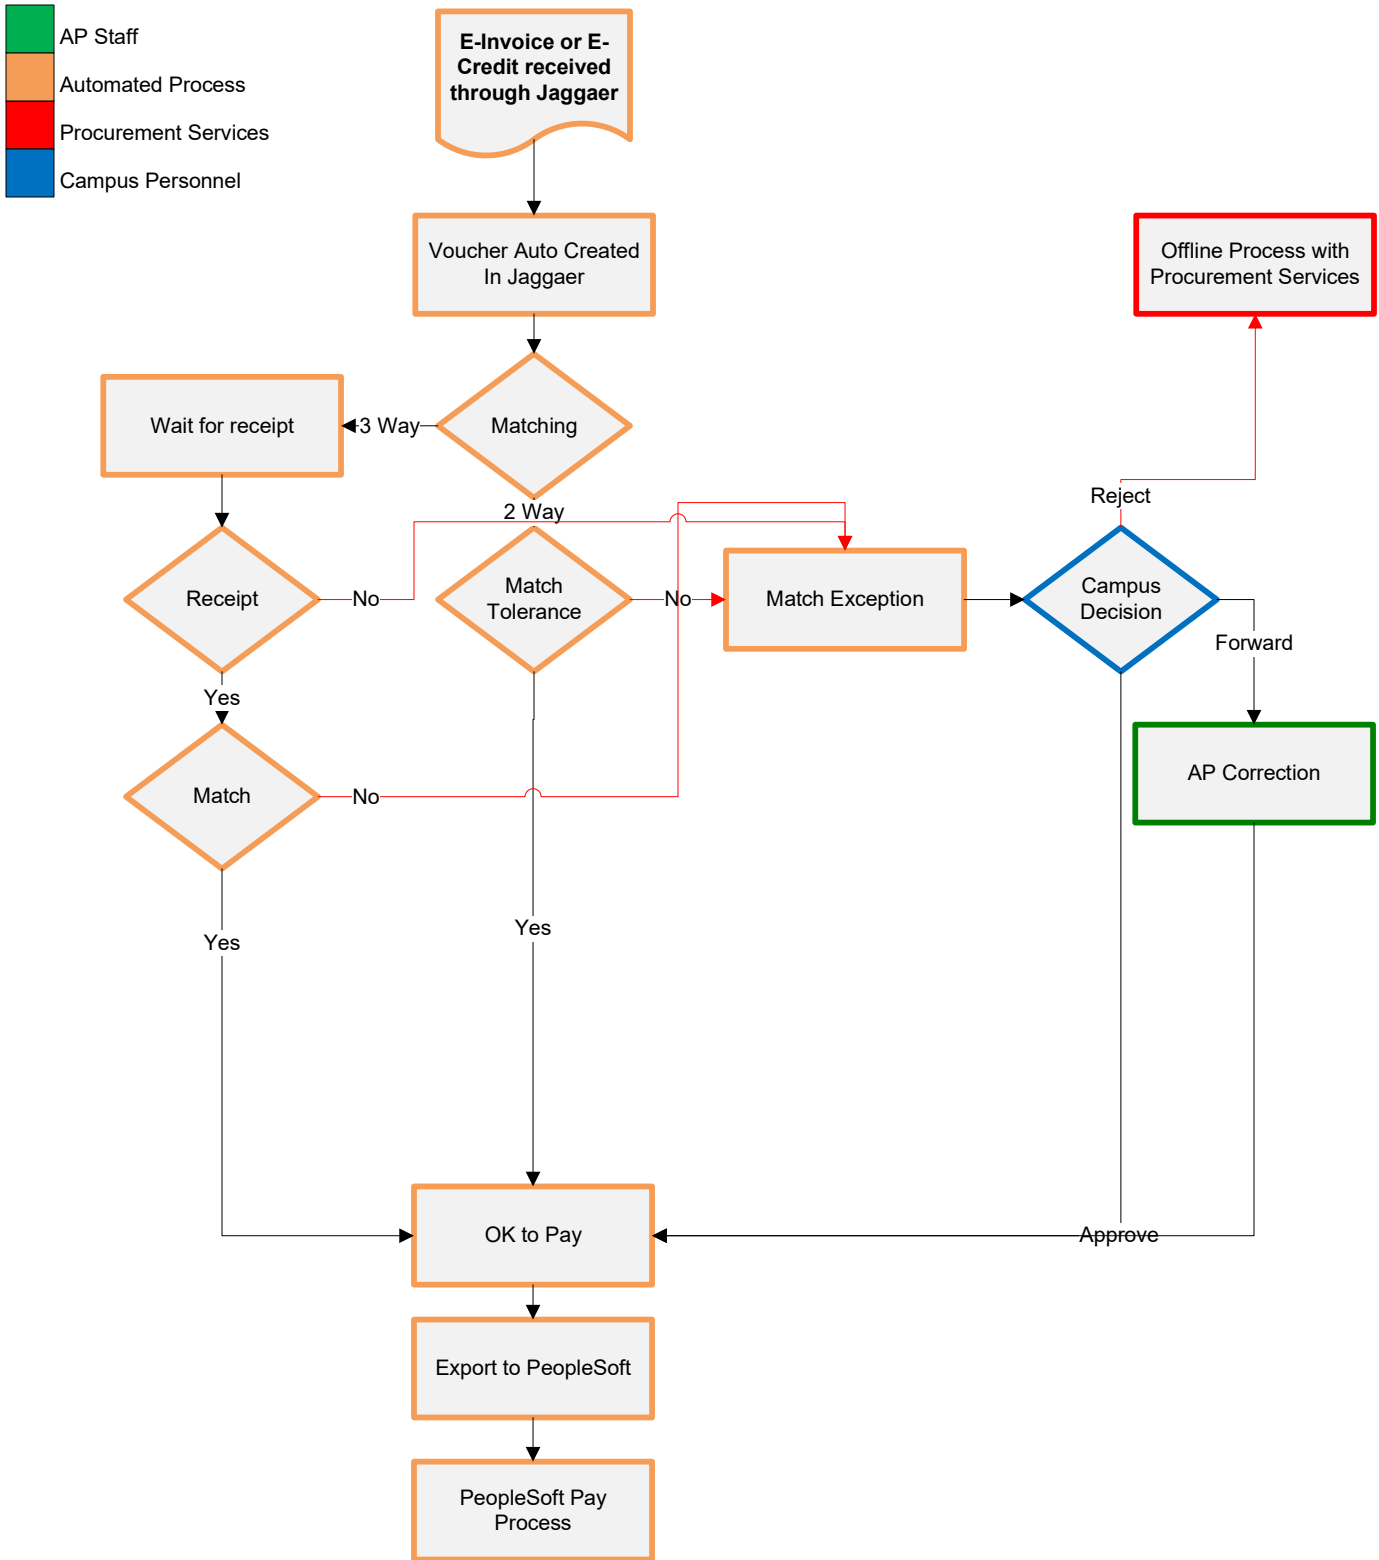 AP Staff
Automated Process
Procurement Services
Campus Personnel
E-Invoice or E-
Credit received
through Jaggaer
Voucher Auto Created
In Jaggaer
Offline Process with
Procurement Services
Wait for receipt
3 Way
Matching
Reject
2 Way
Receipt
No
Match
Tolerance
No
Match Exception
Campus
Decision
Forward
Yes
Match
No
AP Correction
Yes
Yes
OK to Pay
Approve
Export to PeopleSoft
PeopleSoft Pay
Process